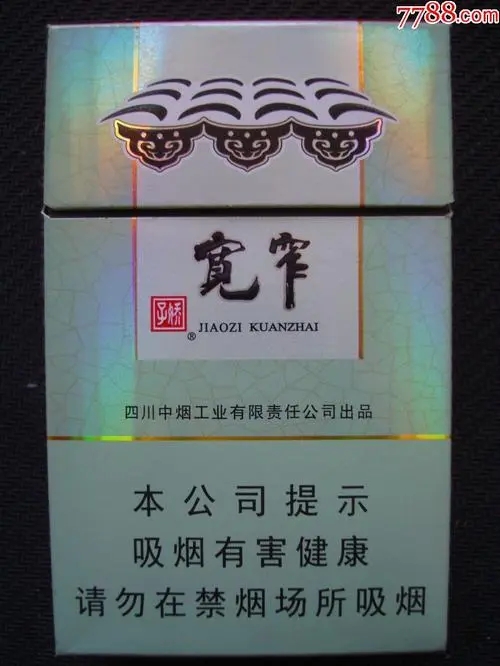 7788.com
宽窄
娇子
® JIAOZI KUANZHAI
四川中烟工业有限责任公司出品
本公司提示
吸烟有害健康
请勿在禁烟场所吸烟